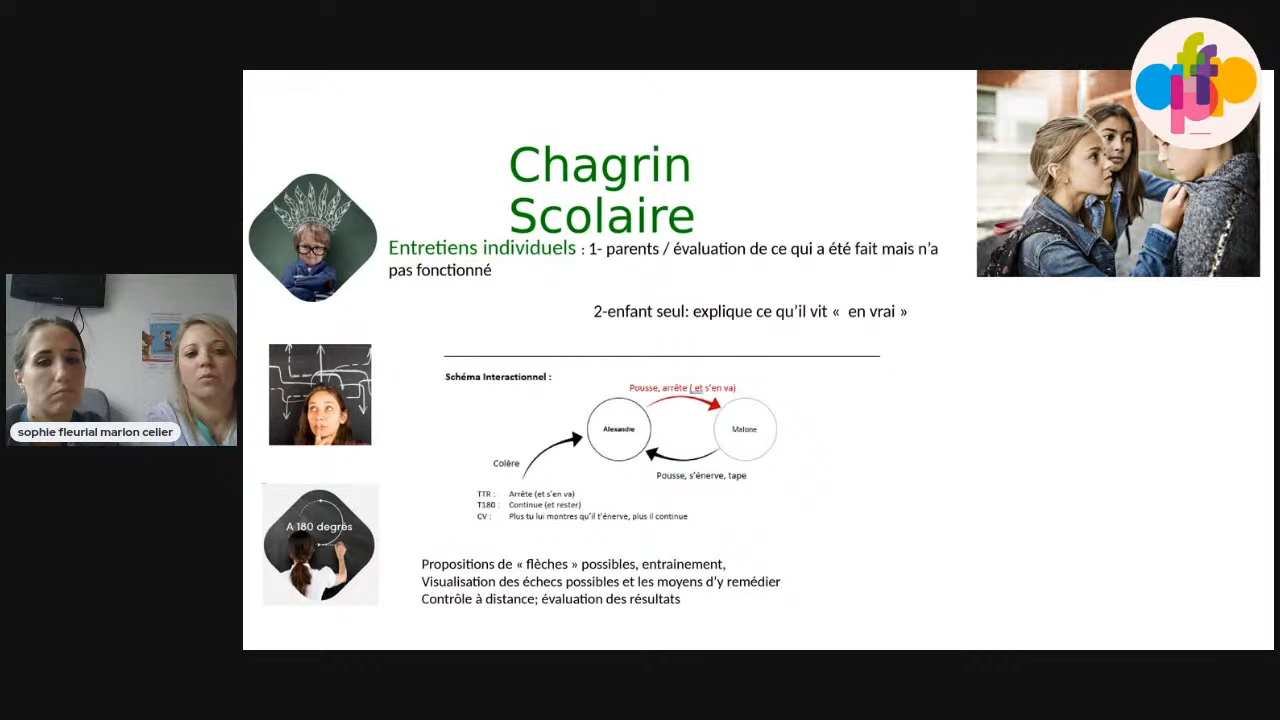 Chagrin
Scolaire
Entretiens individuels : 1- parents / évaluation de ce qui a été fait mais n’a
pas fonctionné
2-enfant seul: explique ce qu’il vit « en vrai »
Schéma Interactionnel :
Pousse, arrête ( et s’en va)
Alexandre
Malone
Colère
Pousse, s’énerve, tape
TTR : Arrête (et s’en va)
T180 : Continue (et rester)
CV : Plus tu lui montres qu’il t’énerve, plus il continue
A 180 degrés
Propositions de « flèches » possibles, entrainement,
Visualisation des échecs possibles et les moyens d’y remédier
Contrôle à distance; évaluation des résultats
sophie fleurial marion celier